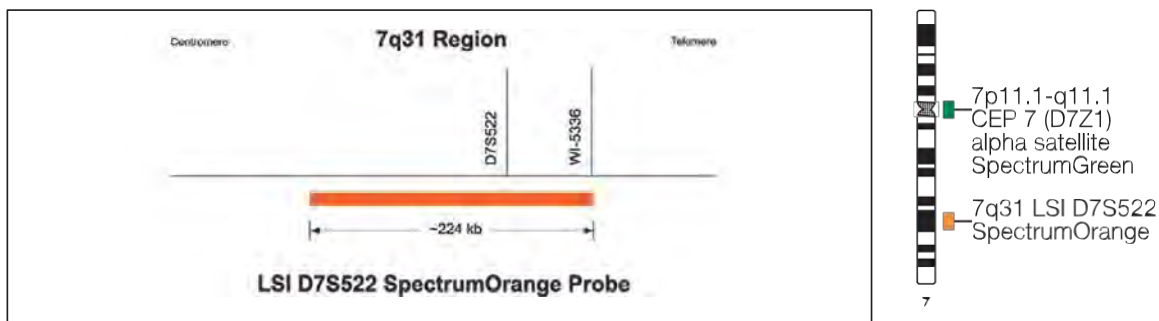 7q31 Region
Centromere
Telomere
D7S522
WI-5336
~224 kb
LSI D7S522 SpectrumOrange Probe
7p11.1-q11.1
CEP 7 (D7Z1)
alpha satellite
SpectrumGreen
7q31 LSI D7S522
SpectrumOrange
7